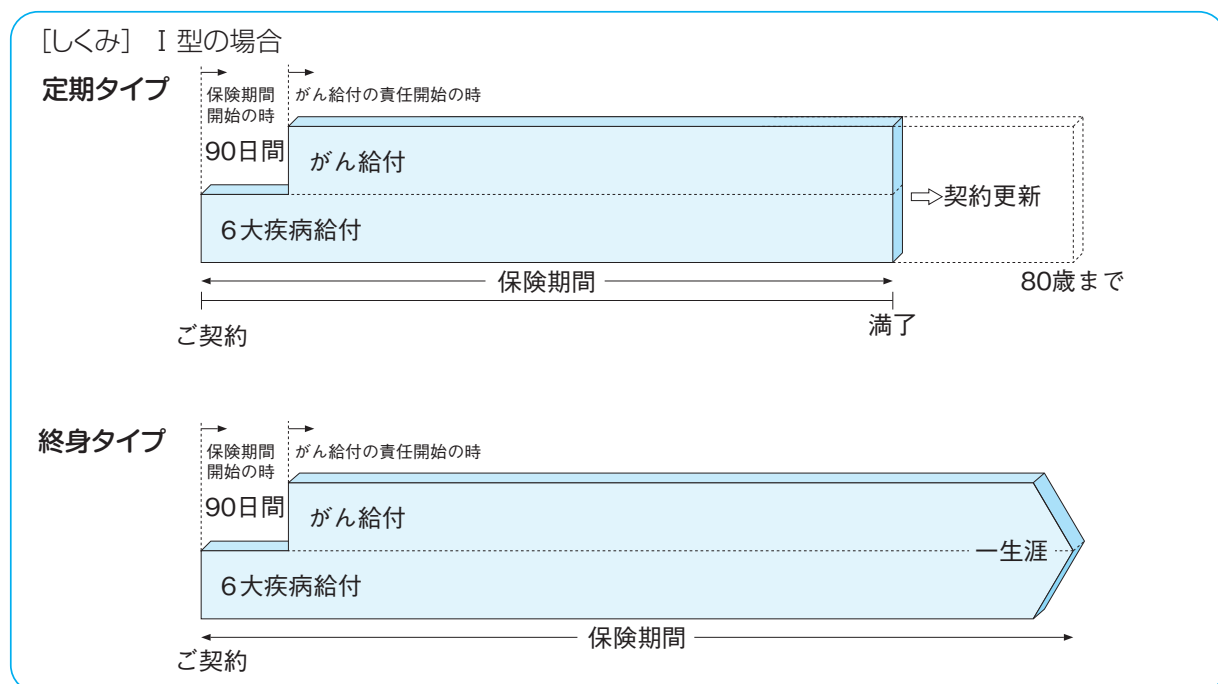 [しくみ] Ⅰ型の場合
定期タイプ
保険期間
開始の時
がん給付の責任開始の時
90日間
がん給付
6大疾病給付
⇨契約更新
保険期間
80歳まで
ご契約
満了
終身タイプ
保険期間
開始の時
がん給付の責任開始の時
90日間
がん給付
一生涯
6大疾病給付
保険期間
ご契約